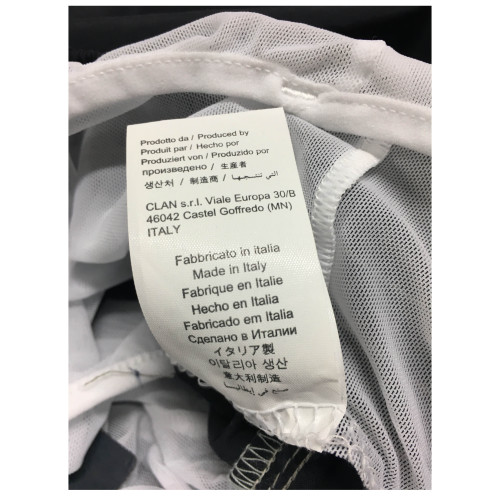 Prodotto da / Produced by
Produit par / Hecho por
Produziert von / Produzido por
произведено / 生産者
생산처 / 制造商 /
CLAN s.r.l. Viale Europa 30/B
46042 Castel Goffredo (MN)
ITALY
Fabbricato in italia
Made in Italy
Fabrique en Italie
Hecho en Italia
Fabricado em Italia
Сделано в Италии
イタリア製
이탈리아 생산
意大利制造
صنع في إيطاليا